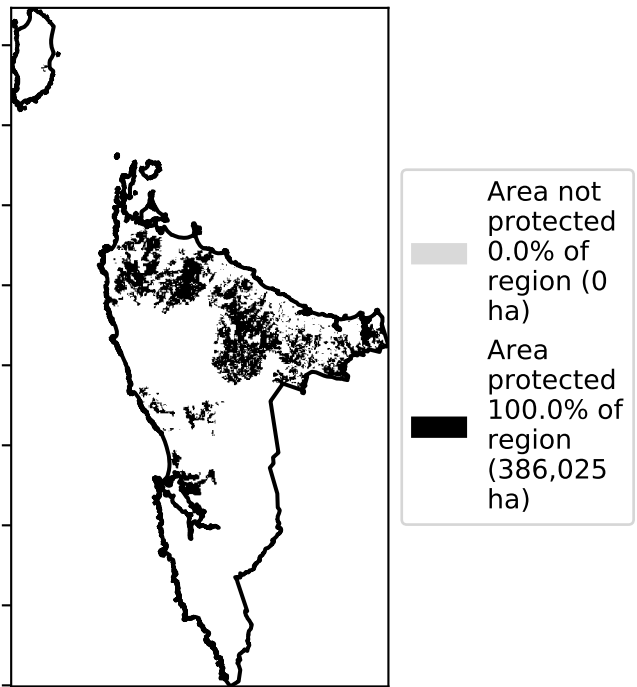 Area not
protected
0.0% of
region (0
ha)
Area
protected
100.0% of
region
(386,025
ha)